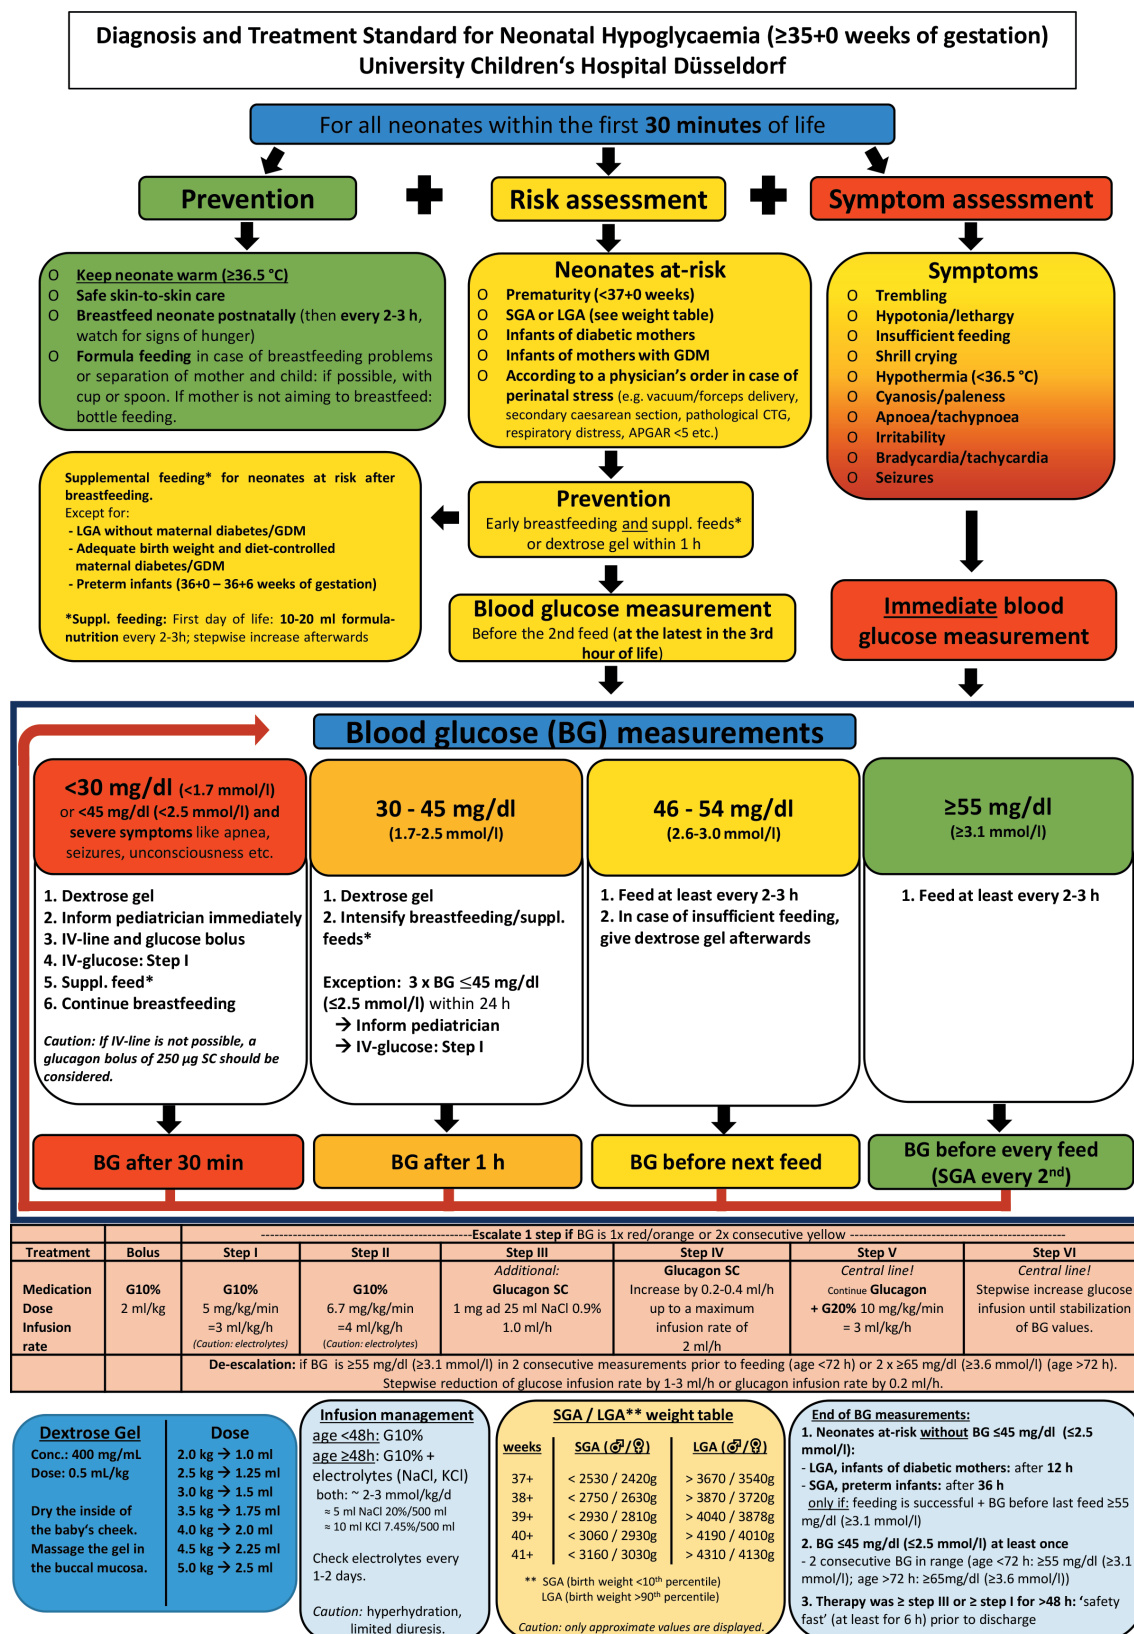 Diagnosis and Treatment Standard for Neonatal Hypoglycaemia (≥35+0 weeks of gestation)
University Children‘s Hospital Düsseldorf
For all neonates within the first 30 minutes of life
Prevention
Risk assessment
Symptom assessment
O Keep neonate warm (≥36.5 °C)
O Safe skin-to-skin care
O Breastfeed neonate postnatally (then every 2-3 h,
watch for signs of hunger)
O Formula feeding in case of breastfeeding problems
or separation of mother and child: if possible, with
cup or spoon. If mother is not aiming to breastfeed:
bottle feeding.
Neonates at-risk
O Prematurity (<37+0 weeks)
O SGA or LGA (see weight table)
O Infants of diabetic mothers
O Infants of mothers with GDM
O According to a physician’s order in case of
perinatal stress (e.g. vacuum/forceps delivery,
secondary caesarean section, pathological CTG,
respiratory distress, APGAR <5 etc.)
Symptoms
O Trembling
O Hypotonia/lethargy
O Insufficient feeding
O Shrill crying
O Hypothermia (<36.5 °C)
O Cyanosis/paleness
O Apnoea/tachypnoea
O Irritability
O Bradycardia/tachycardia
O Seizures
Supplemental feeding* for neonates at risk after
breastfeeding.
Except for:
- LGA without maternal diabetes/GDM
- Adequate birth weight and diet-controlled
maternal diabetes/GDM
- Preterm infants (36+0 – 36+6 weeks of gestation)
*Suppl. feeding: First day of life: 10-20 ml formula-
nutrition every 2-3h; stepwise increase afterwards
Prevention
Early breastfeeding and suppl. feeds*
or dextrose gel within 1 h
Blood glucose measurement
Before the 2nd feed (at the latest in the 3rd
hour of life)
Immediate blood
glucose measurement
Blood glucose (BG) measurements
<30 mg/dl (<1.7 mmol/l)
or <45 mg/dl (<2.5 mmol/l) and
severe symptoms like apnea,
seizures, unconsciousness etc.
1. Dextrose gel
2. Inform pediatrician immediately
3. IV-line and glucose bolus
4. IV-glucose: Step I
5. Suppl. feed*
6. Continue breastfeeding
Caution: If IV-line is not possible, a
glucagon bolus of 250 µg SC should be
considered.
BG after 30 min
30 - 45 mg/dl
(1.7-2.5 mmol/l)
1. Dextrose gel
2. Intensify breastfeeding/suppl.
feeds*
Exception: 3 x BG ≤45 mg/dl
(≤2.5 mmol/l) within 24 h
→ Inform pediatrician
→ IV-glucose: Step I
BG after 1 h
46 - 54 mg/dl
(2.6-3.0 mmol/l)
1. Feed at least every 2-3 h
2. In case of insufficient feeding,
give dextrose gel afterwards
BG before next feed
≥55 mg/dl
(≥3.1 mmol/l)
1. Feed at least every 2-3 h
BG before every feed
(SGA every 2nd)
Escalate 1 step if BG is 1x red/orange or 2x consecutive yellow
Treatment Bolus Step I Step II Step III Step IV Step V Step VI
Medication
Dose
Infusion
rate
G10%
2 ml/kg
G10%
5 mg/kg/min
=3 ml/kg/h
(Caution: electrolytes)
G10%
6.7 mg/kg/min
=4 ml/kg/h
(Caution: electrolytes)
Additional:
Glucagon SC
1 mg ad 25 ml NaCl 0.9%
1.0 ml/h
Glucagon SC
Increase by 0.2-0.4 ml/h
up to a maximum
infusion rate of
2 ml/h
Central line!
Continue Glucagon
+ G20% 10 mg/kg/min
= 3 ml/kg/h
Central line!
Stepwise increase glucose
infusion until stabilization
of BG values.
De-escalation: if BG is ≥55 mg/dl (≥3.1 mmol/l) in 2 consecutive measurements prior to feeding (age <72 h) or 2 x ≥65 mg/dl (≥3.6 mmol/l) (age >72 h).
Stepwise reduction of glucose infusion rate by 1-3 ml/h or glucagon infusion rate by 0.2 ml/h.
Dextrose Gel
Conc.: 400 mg/mL
Dose: 0.5 mL/kg
Dry the inside of
the baby‘s cheek.
Massage the gel in
the buccal mucosa.
Dose
2.0 kg → 1.0 ml
2.5 kg → 1.25 ml
3.0 kg → 1.5 ml
3.5 kg → 1.75 ml
4.0 kg → 2.0 ml
4.5 kg → 2.25 ml
5.0 kg → 2.5 ml
Infusion management
age <48h: G10%
age ≥48h: G10% +
electrolytes (NaCl, KCl)
both: ~ 2-3 mmol/kg/d
≈ 5 ml NaCl 20%/500 ml
≈ 10 ml KCl 7.45%/500 ml
Check electrolytes every
1-2 days.
Caution: hyperhydration,
limited diuresis.
SGA / LGA** weight table
weeks SGA (♂/♀) LGA (♂/♀)
37+ < 2530 / 2420g > 3670 / 3540g
38+ < 2750 / 2630g > 3870 / 3720g
39+ < 2930 / 2810g > 4040 / 3878g
40+ < 3060 / 2930g > 4190 / 4010g
41+ < 3160 / 3030g > 4310 / 4130g
** SGA (birth weight <10th percentile)
LGA (birth weight >90th percentile)
Caution: only approximate values are displayed.
End of BG measurements:
1. Neonates at-risk without BG ≤45 mg/dl (≤2.5
mmol/l):
- LGA, infants of diabetic mothers: after 12 h
- SGA, preterm infants: after 36 h
only if: feeding is successful + BG before last feed ≥55
mg/dl (≥3.1 mmol/l)
2. BG ≤45 mg/dl (≤2.5 mmol/l) at least once
- 2 consecutive BG in range (age <72 h: ≥55 mg/dl (≥3.1
mmol/l); age >72 h: ≥65mg/dl (≥3.6 mmol/l))
3. Therapy was ≥ step III or ≥ step I for >48 h: ‘safety
fast’ (at least for 6 h) prior to discharge